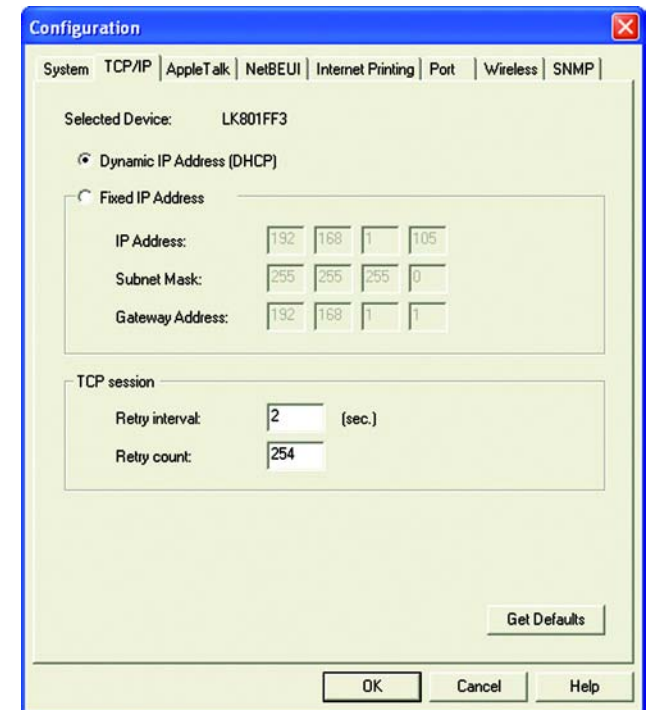 Configuration
System TCP/IP AppleTalk NetBEUI Internet Printing Port Wireless SNMP
Selected Device: LK801FF3
Dynamic IP Address (DHCP)
Fixed IP Address
IP Address: 192 168 1 105
Subnet Mask: 255 255 255 0
Gateway Address: 192 168 1 1
TCP session
Retry interval: 2 (sec.)
Retry count: 254
Get Defaults
OK Cancel Help